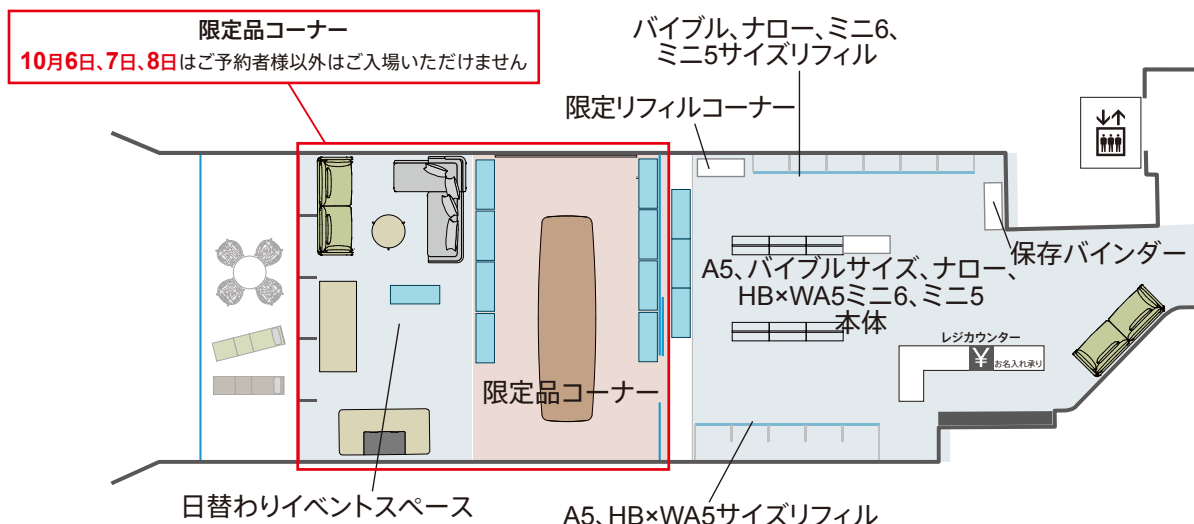 限定品コーナー
10月6日、7日、8日はご予約者様以外はご入場いただけません
バイブル、ナロー、ミニ6、
ミニ5サイズリフィル
限定リフィルコーナー
保存バインダー
A5、バイブルサイズ、ナロー、
HB×WA5ミニ6、ミニ5
本体
レジカウンター
¥
お名入れ承り
限定品コーナー
日替わりイベントスペース
A5、HB×WA5サイズリフィル